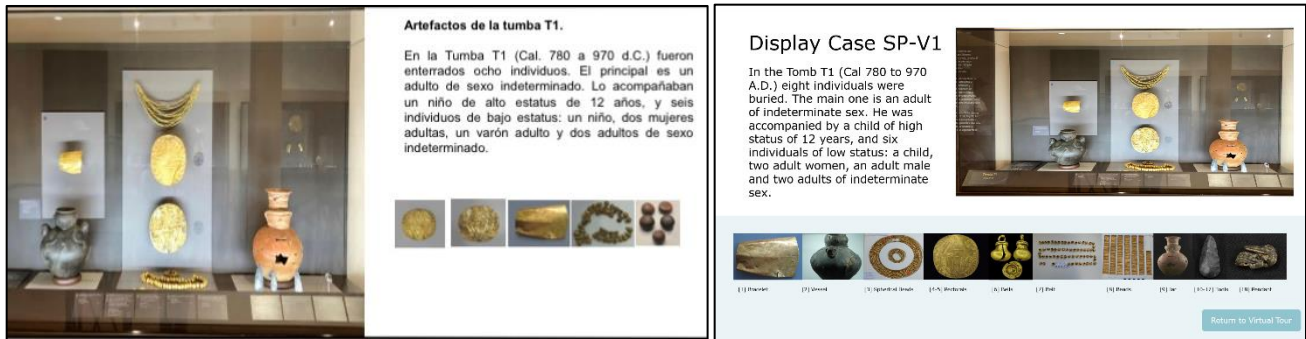 Artefactos de la tumba T1.
En la Tumba T1 (Cal. 780 a 970 d.C.) fueron
enterrados ocho individuos. El principal es un
adulto de sexo indeterminado. Lo acompañaban
un niño de alto estatus de 12 años, y seis
individuos de bajo estatus: un niño, dos mujeres
adultas, un varón adulto y dos adultos de sexo
indeterminado.
Display Case SP-V1
In the Tomb T1 (Cal 780 to 970
A.D.) eight individuals were
buried. The main one is an adult
of indeterminate sex. He was
accompanied by a child of high
status of 12 years, and six
individuals of low status: a child,
two adult women, an adult male
and two adults of indeterminate
sex.
[1] Bracelet
[2] Vessel
[3] Spherical Beads
[4-5] Pectorals
[6] Bells
[7] Belt
[8] Beads
[9] Jar
[10-17] Tools
[18] Pendant
Return to Virtual Tour